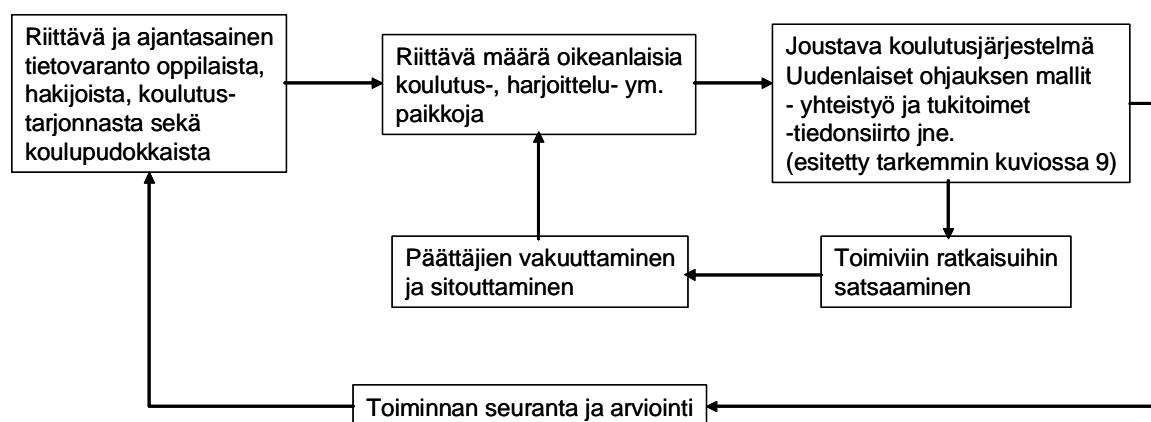 Riittävä ja ajantasainen
tietovaranto oppilaista,
hakijoista, koulutus-
tarjonnasta sekä
koulupudokkaista
Riittävä määrä oikeanlaisia
koulutus-, harjoittelu- ym.
paikkoja
Joustava koulutusjärjestelmä
Uudenlaiset ohjauksen mallit
- yhteistyö ja tukitoimet
-tiedonsiirto jne.
(esitetty tarkemmin kuviossa 9)
Päättäjien vakuuttaminen
ja sitouttaminen
Toimiviin ratkaisuihin
satsaaminen
Toiminnan seuranta ja arviointi